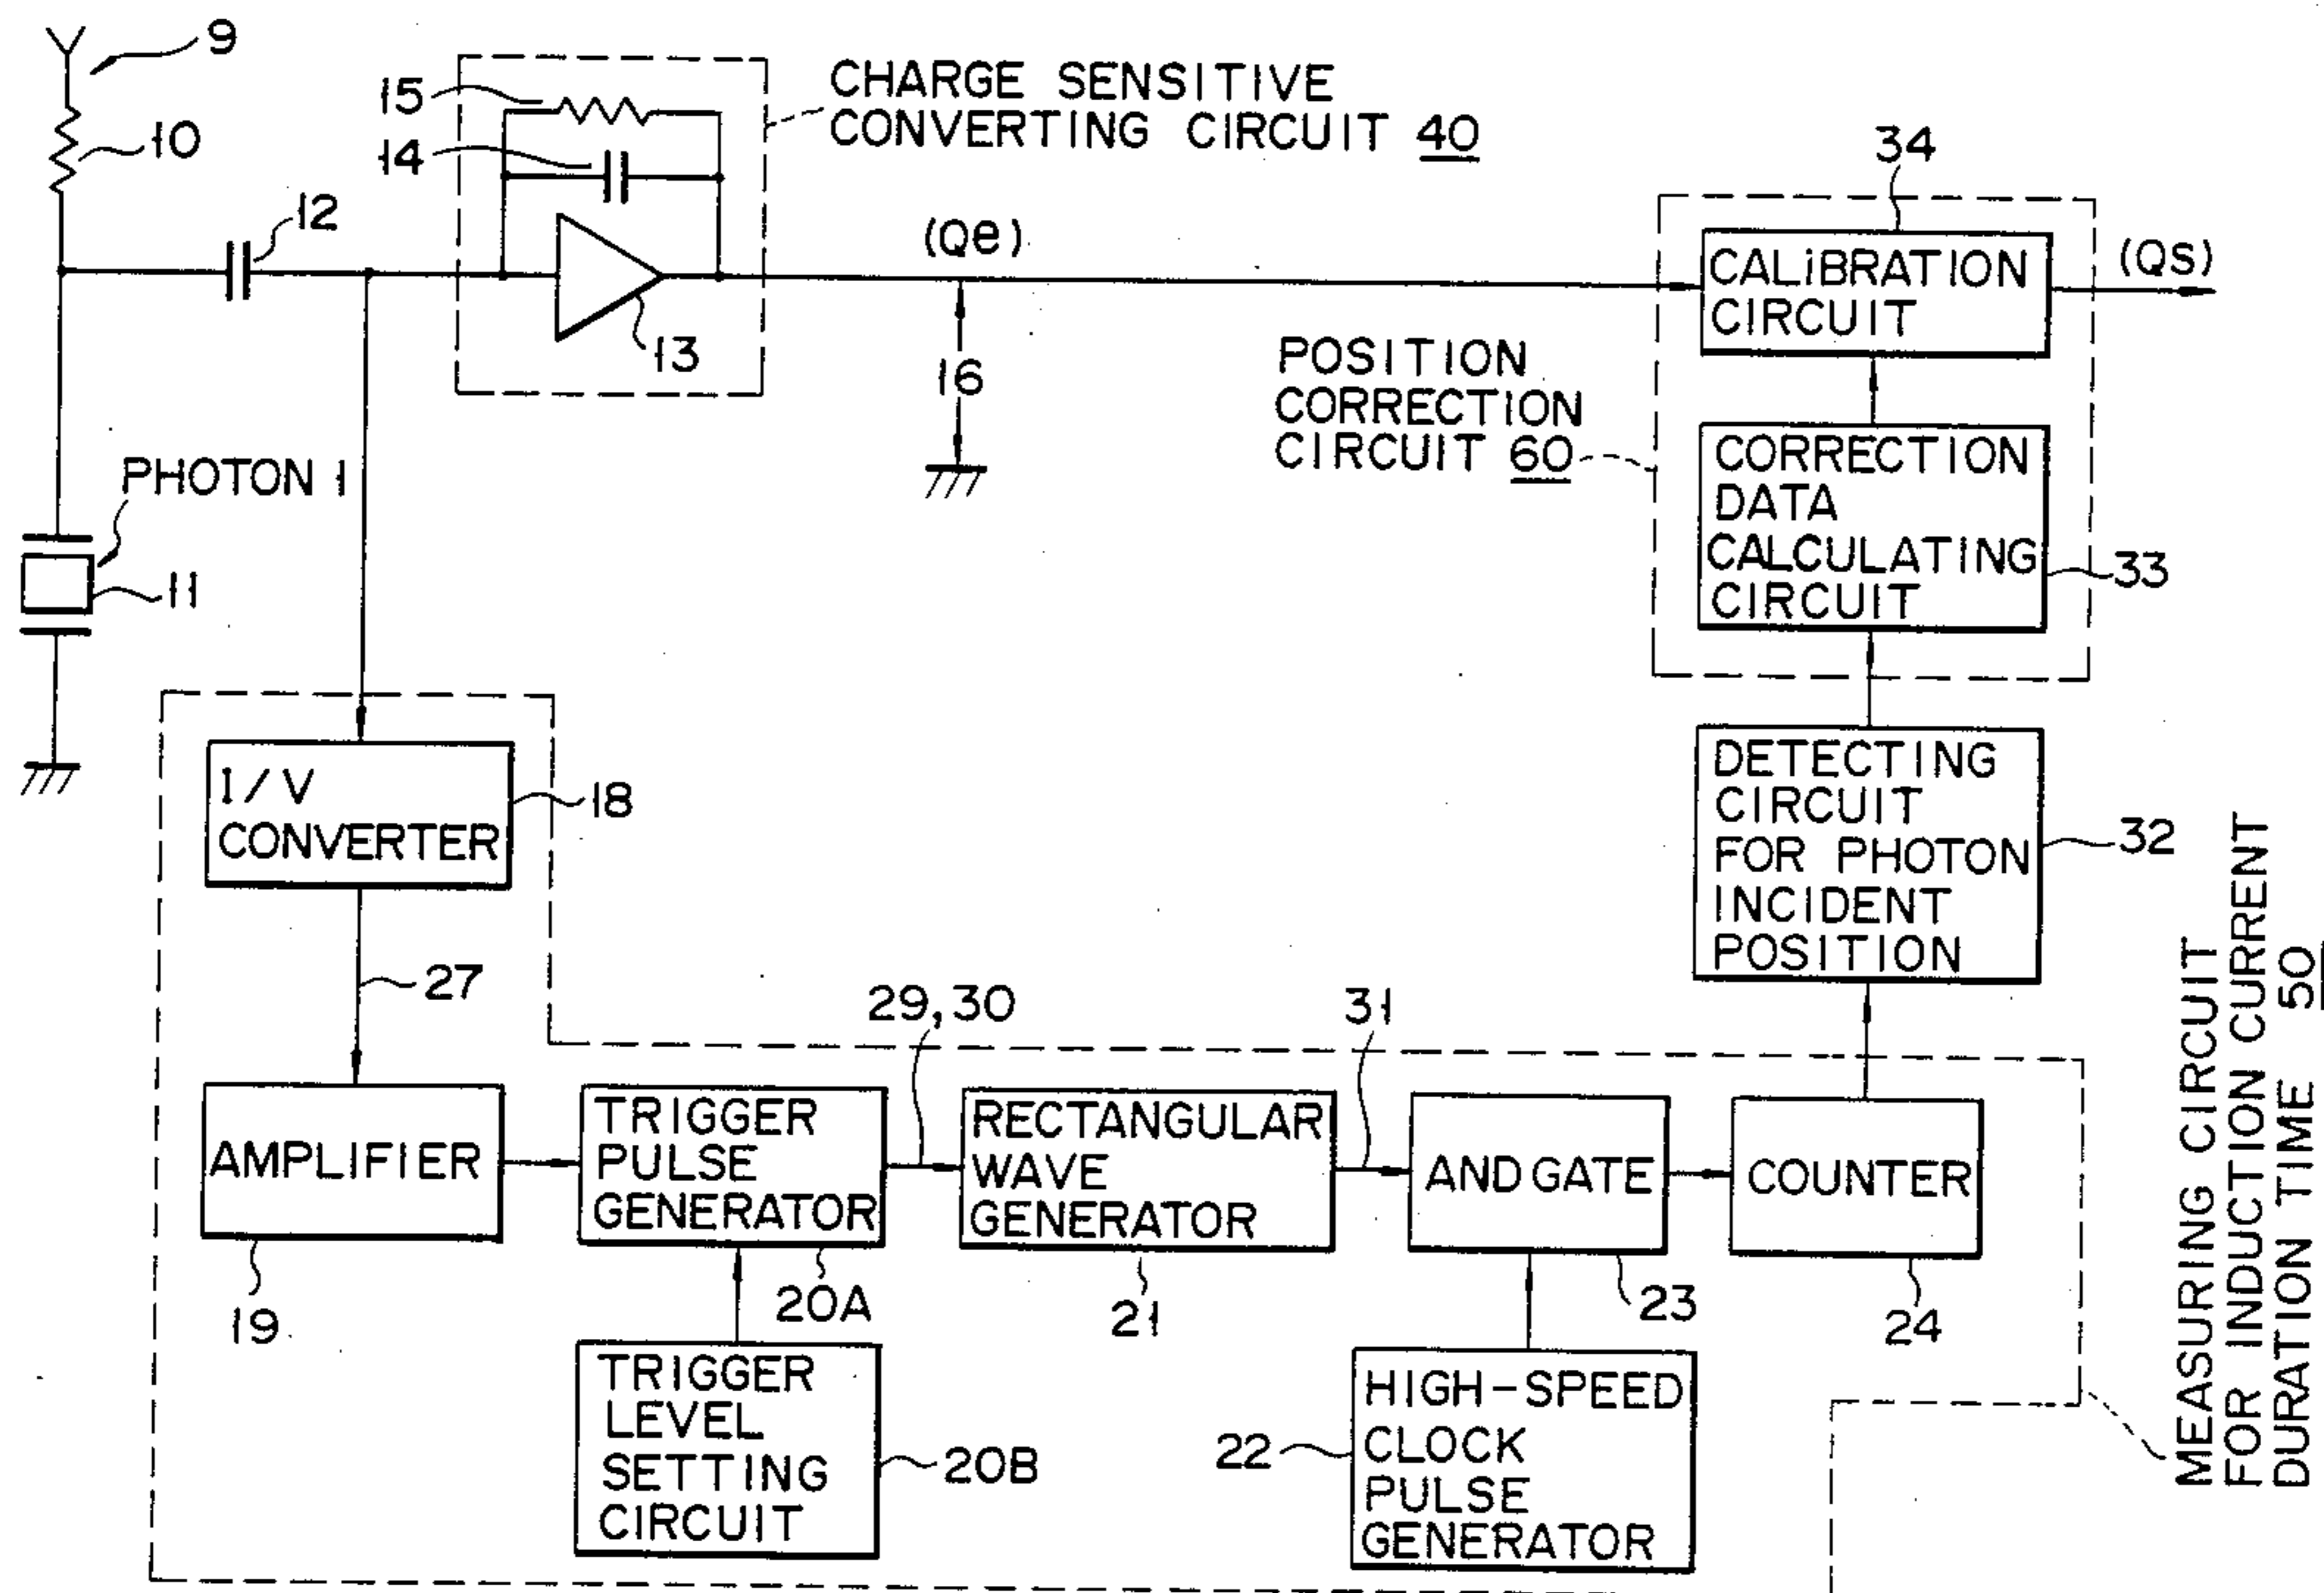 9
10
12
15
14
13
CHARGE SENSITIVE
CONVERTING CIRCUIT 40
(Qe)
16
34
CALiBRATION
CIRCUIT
(Qs)
POSITION
CORRECTION
CIRCUIT 60
CORRECTION
DATA
CALCULATING
CIRCUIT
33
PHOTON 1
11
I/V
CONVERTER
18
27
DETECTING
CIRCUIT
FOR PHOTON
INCIDENT
POSITION
32
MEASURING CIRCUIT
FOR INDUCTION CURRENT
DURATION TIME 50
29,30
31
AMPLIFIER
19
TRIGGER
PULSE
GENERATOR
20A
RECTANGULAR
WAVE
GENERATOR
21
AND GATE
23
COUNTER
24
TRIGGER
LEVEL
SETTING
CIRCUIT
20B
22
HIGH-SPEED
CLOCK
PULSE
GENERATOR